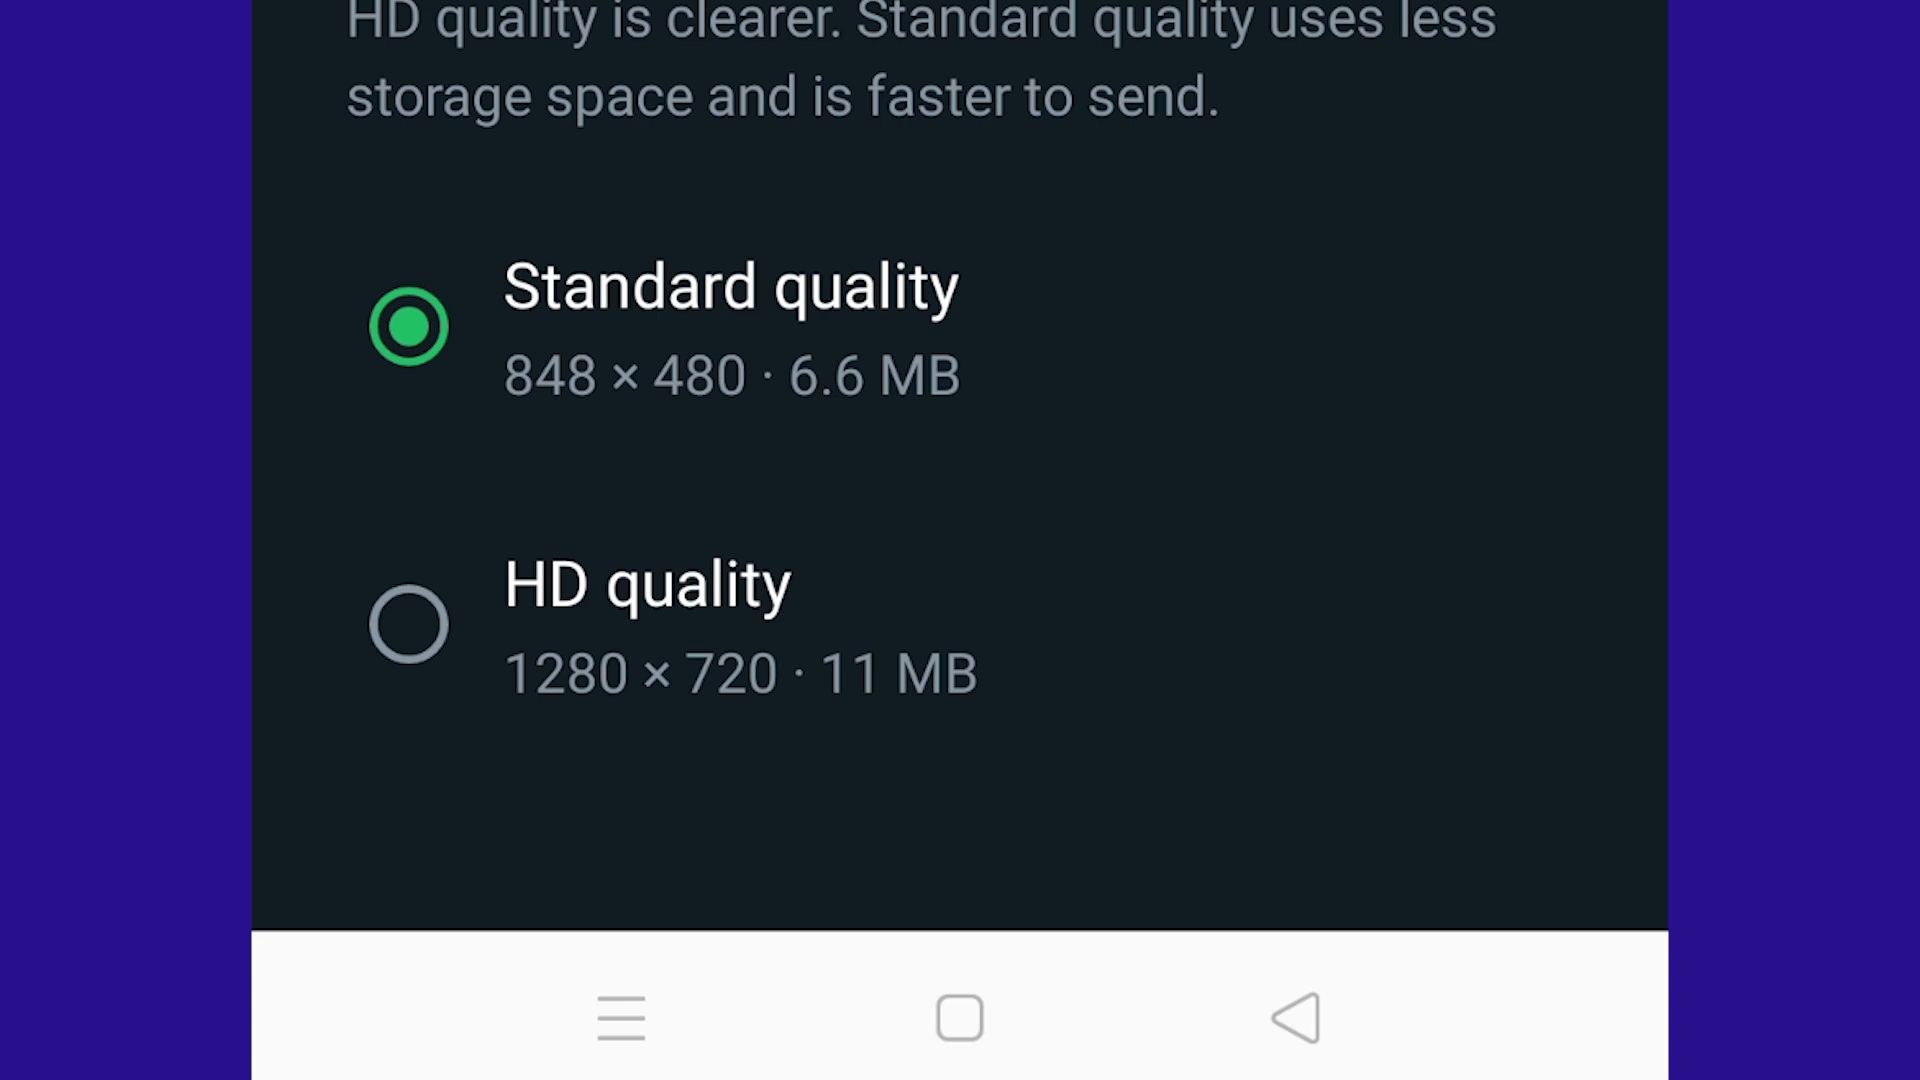 HD quality is clearer. Standard quality uses less
storage space and is faster to send.
Standard quality
848 × 480 · 6.6 MB
HD quality
1280 × 720 · 11 MB